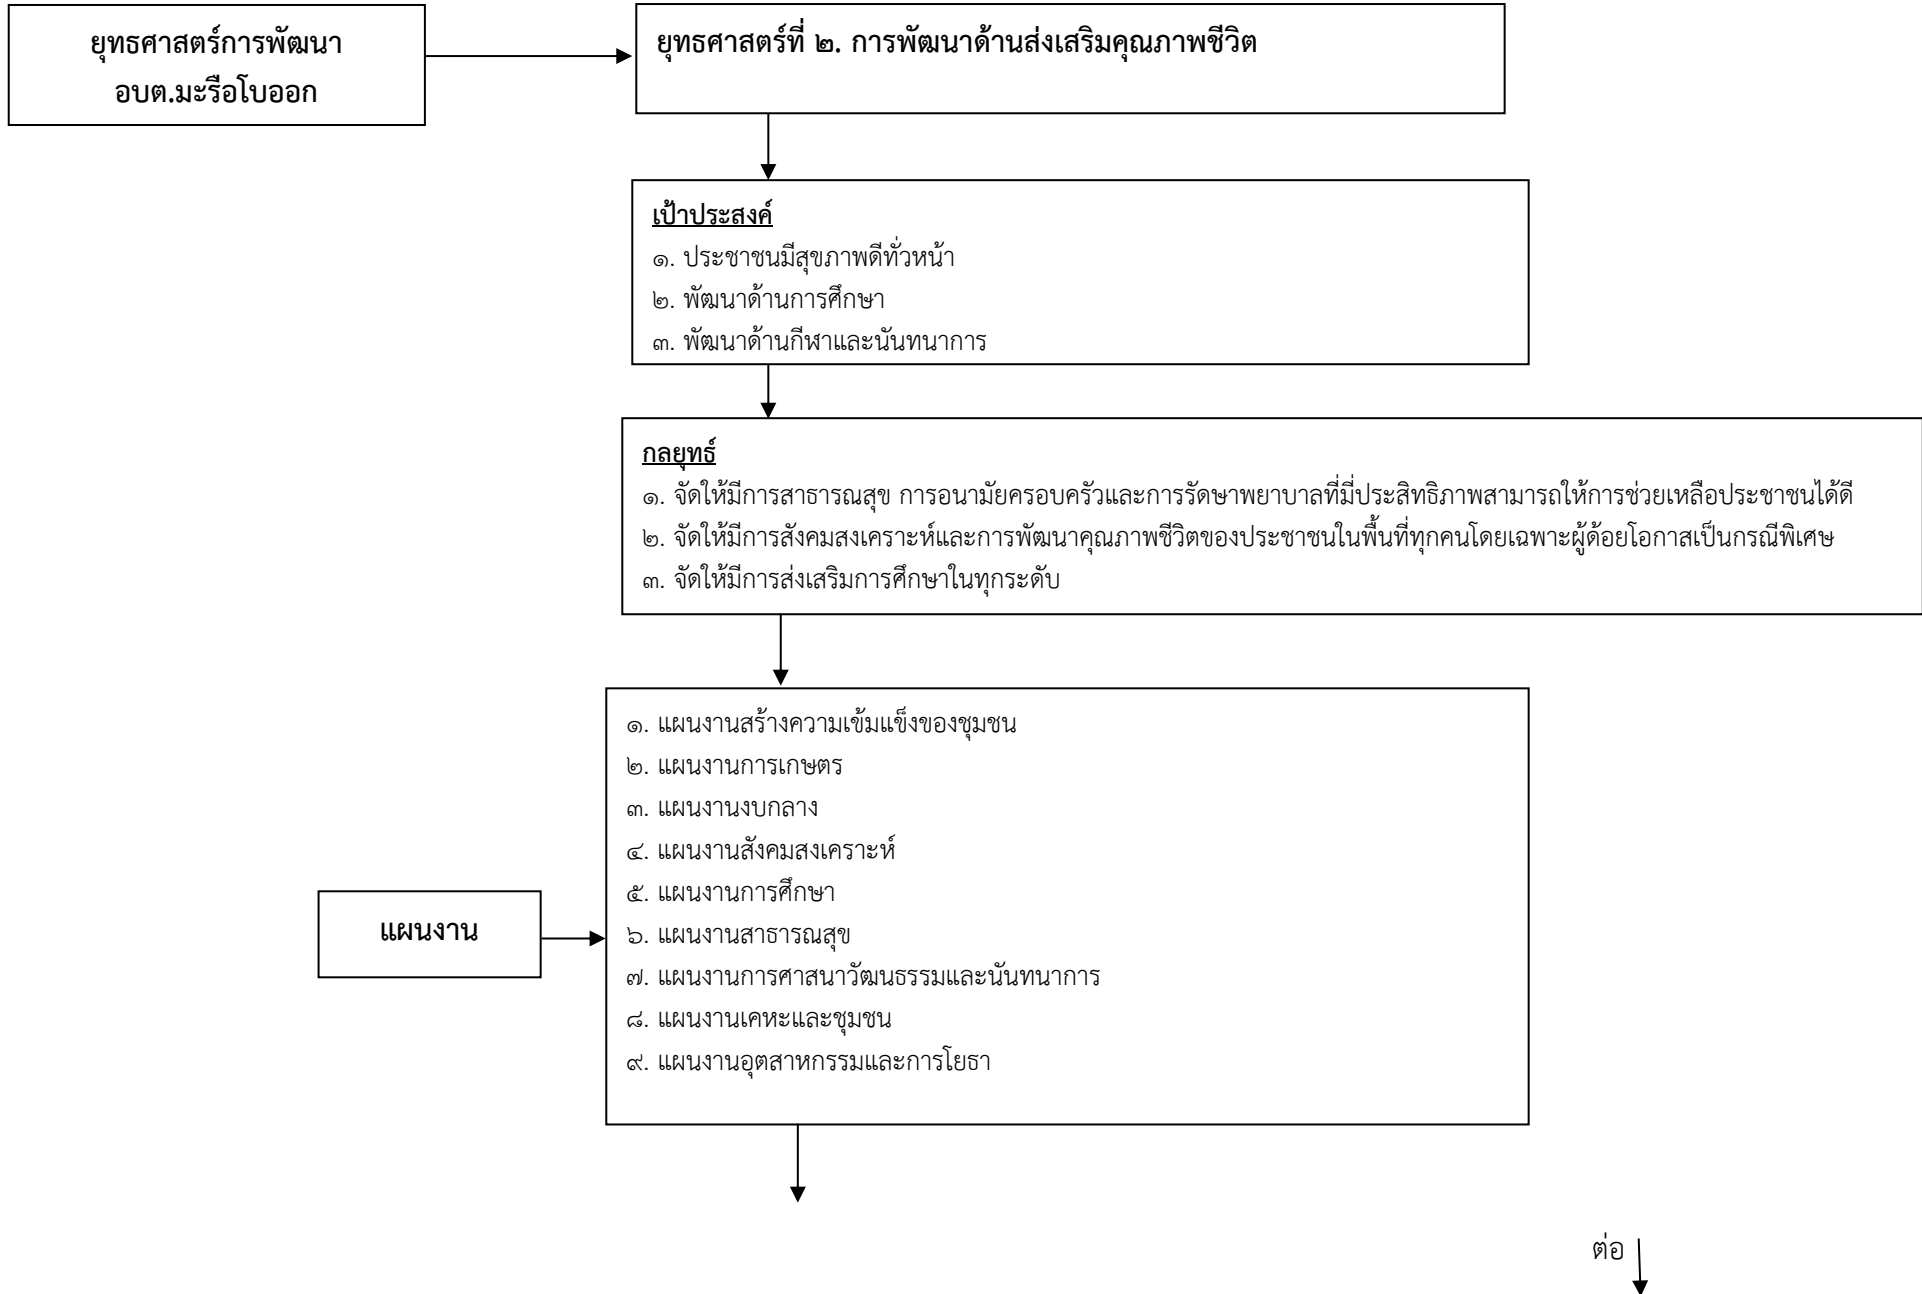 ยุทธศาสตร์การพัฒนา
อบต.มะรือโบออก
ยุทธศาสตร์ที่ ๒. การพัฒนาด้านส่งเสริมคุณภาพชีวิต
เป้าประสงค์
๑. ประชาชนมีสุขภาพดีทั่วหน้า
๒. พัฒนาด้านการศึกษา
๓. พัฒนาด้านกีฬาและนันทนาการ
กลยุทธ์
๑. จัดให้มีการสาธารณสุข การอนามัยครอบครัวและการรัดษาพยาบาลที่มี่ประสิทธิภาพสามารถให้การช่วยเหลือประชาชนได้ดี
๒. จัดให้มีการสังคมสงเคราะห์และการพัฒนาคุณภาพชีวิตของประชาชนในพื้นที่ทุกคนโดยเฉพาะผู้ด้อยโอกาสเป็นกรณีพิเศษ
๓. จัดให้มีการส่งเสริมการศึกษาในทุกระดับ
๑. แผนงานสร้างความเข้มแข็งของชุมชน
๒. แผนงานการเกษตร
๓. แผนงานงบกลาง
๔. แผนงานสังคมสงเคราะห์
๕. แผนงานการศึกษา
แผนงาน
๖. แผนงานสาธารณสุข
๗. แผนงานการศาสนาวัฒนธรรมและนันทนาการ
๘. แผนงานเคหะและชุมชน
๙. แผนงานอุตสาหกรรมและการโยธา
ต่อ